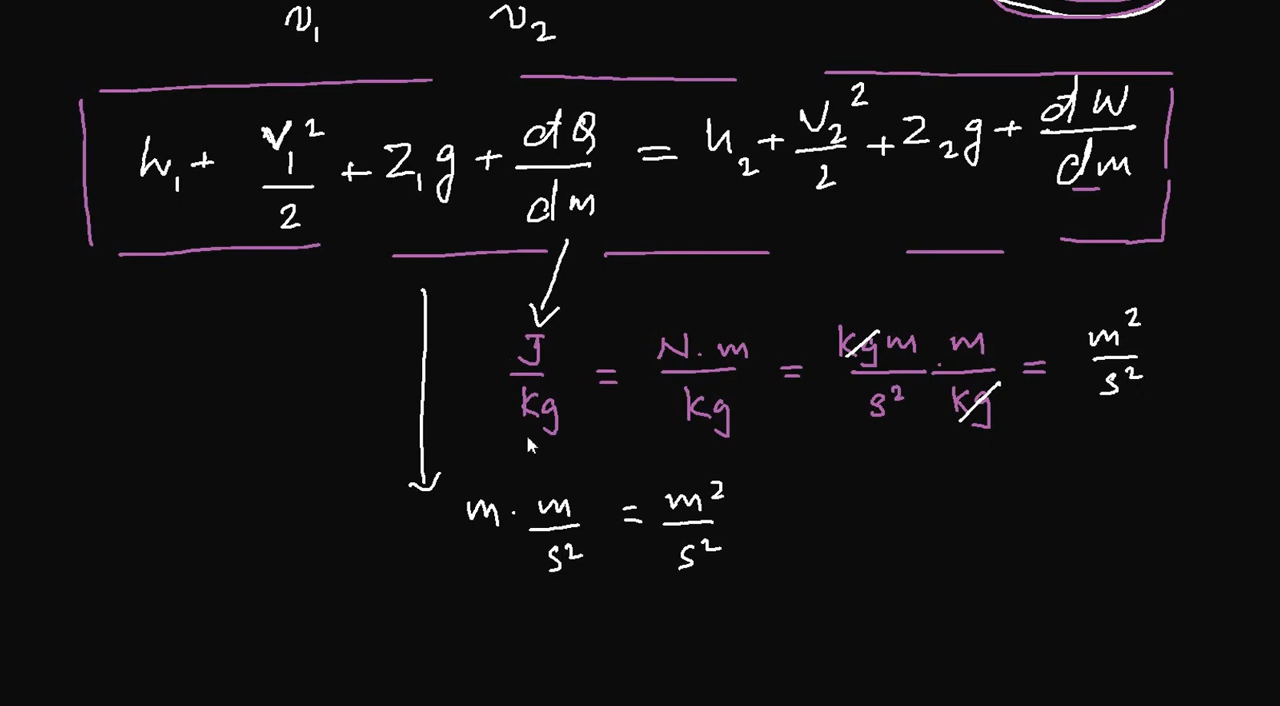 v₁ v₂
h₁ + V₁²/2 + Z₁g + dQ/dm = h₂ + V₂²/2 + Z₂g + dW/dm
J/kg = N.m/kg = kgm/s² . m/kg = m²/s²
m . m/s² = m²/s²